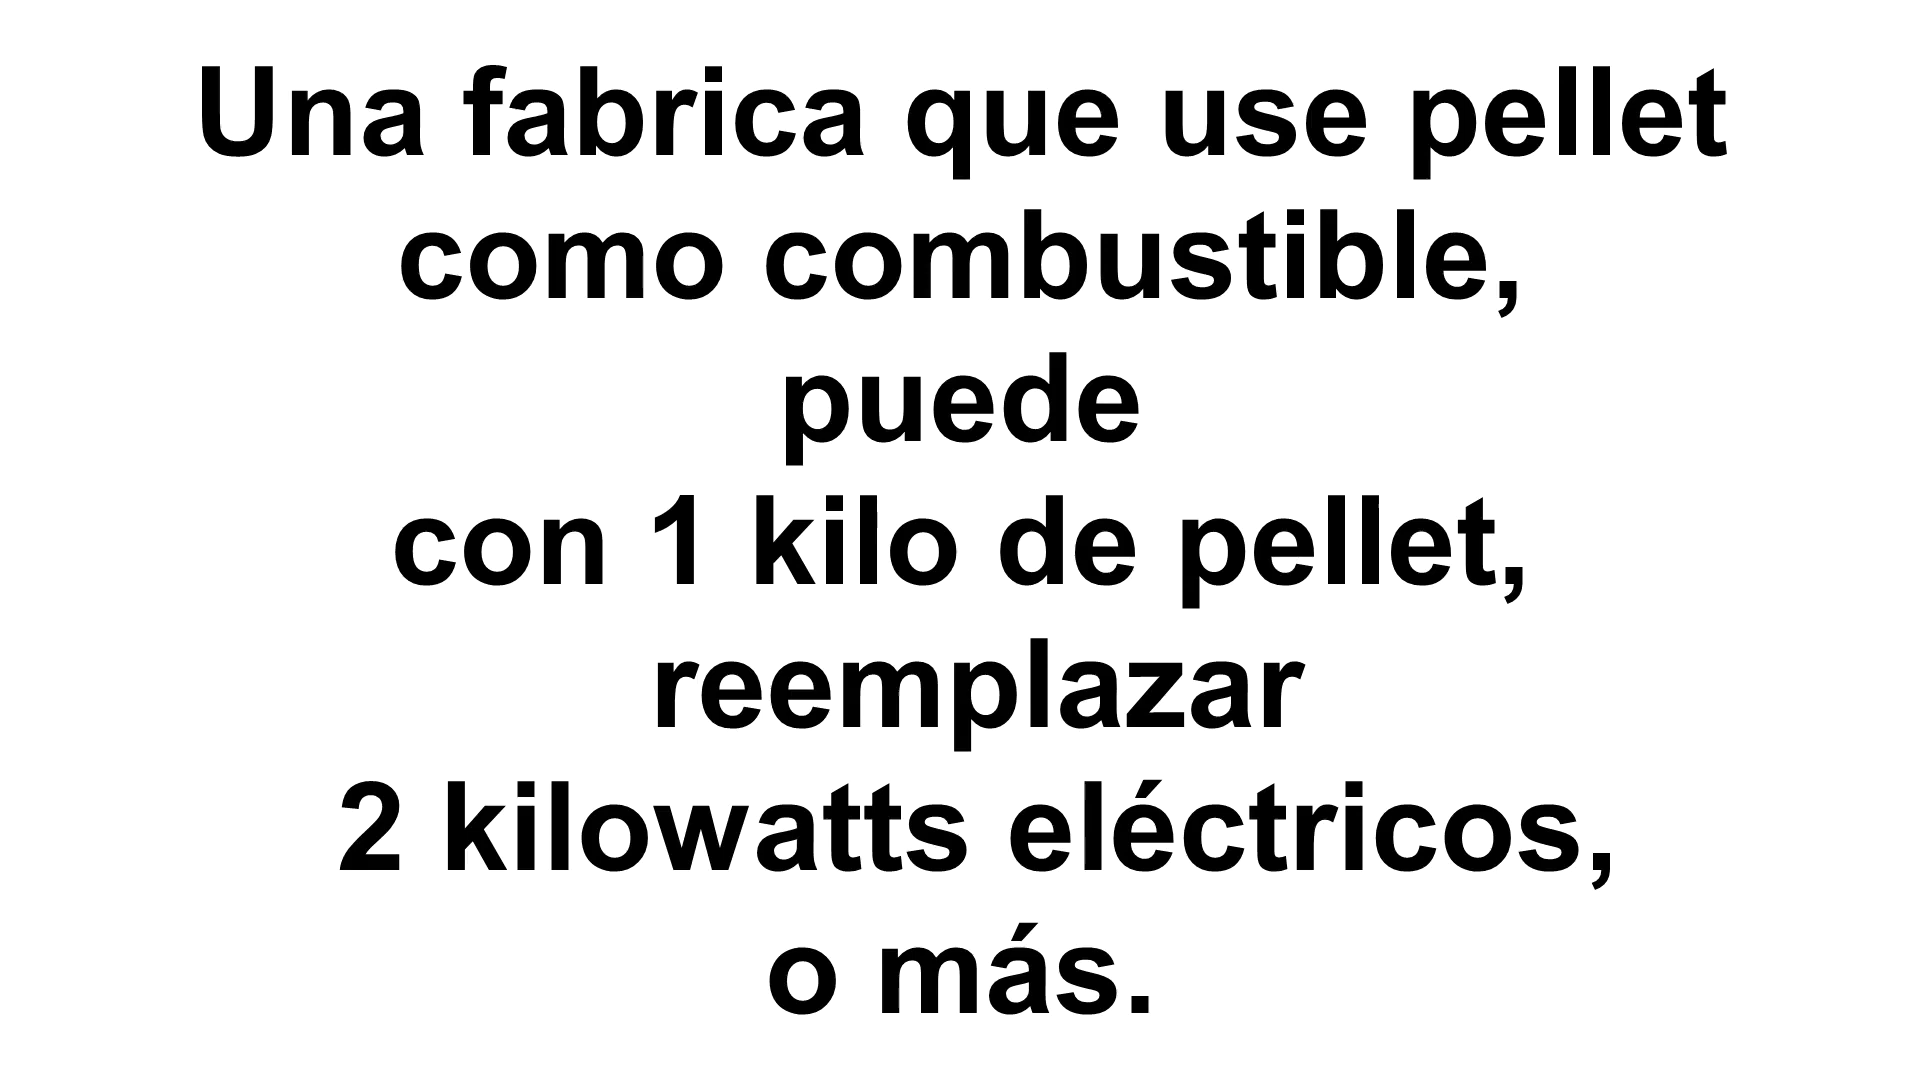 Una fabrica que use pellet
como combustible,
puede
con 1 kilo de pellet,
reemplazar
2 kilowatts eléctricos,
o más.